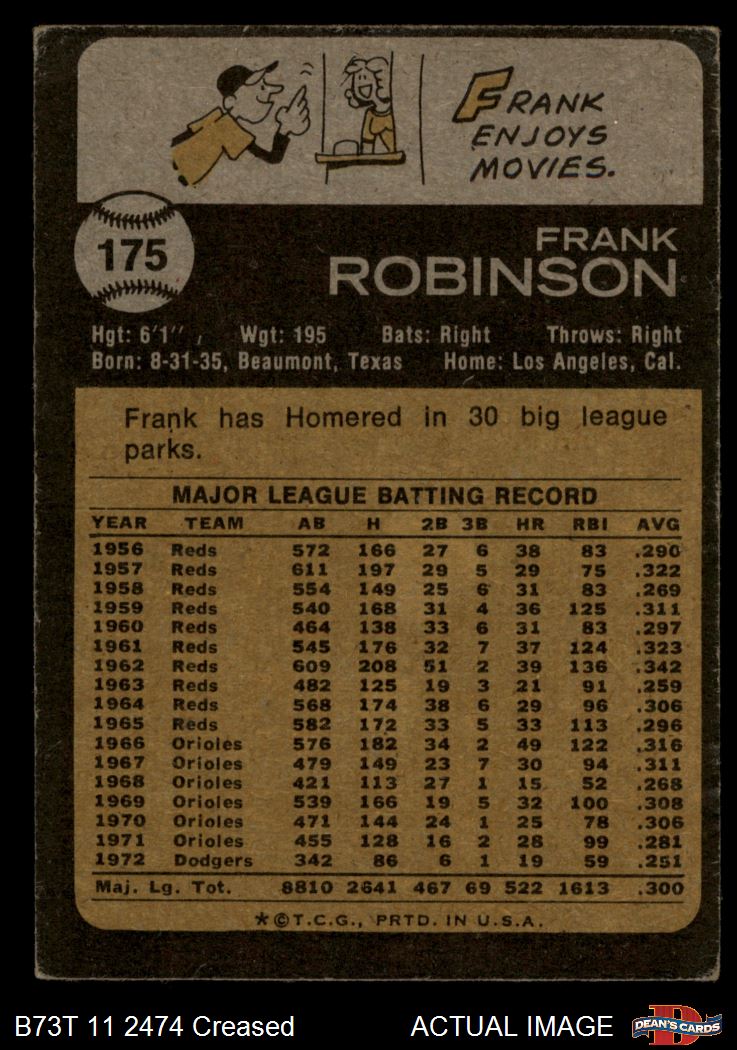 FRANK
ENJOYS
MOVIES.
175
FRANK
ROBINSON
Hgt: 6'1" , Wgt: 195 Bats: Right Throws: Right
Born: 8-31-35, Beaumont, Texas Home: Los Angeles, Cal.
Frank has Homered in 30 big league
parks.
MAJOR LEAGUE BATTING RECORD
YEAR TEAM AB H 2B 3B HR RBI AVG
1956 Reds 572 166 27 6 38 83 .290
1957 Reds 611 197 29 5 29 75 .322
1958 Reds 554 149 25 6 31 83 .269
1959 Reds 540 168 31 4 36 125 .311
1960 Reds 464 138 33 6 31 83 .297
1961 Reds 545 176 32 7 37 124 .323
1962 Reds 609 208 51 2 39 136 .342
1963 Reds 482 125 19 3 21 91 .259
1964 Reds 568 174 38 6 29 96 .306
1965 Reds 582 172 33 5 33 113 .296
1966 Orioles 576 182 34 2 49 122 .316
1967 Orioles 479 149 23 7 30 94 .311
1968 Orioles 421 113 27 1 15 52 .268
1969 Orioles 539 166 19 5 32 100 .308
1970 Orioles 471 144 24 1 25 78 .306
1971 Orioles 455 128 16 2 28 99 .281
1972 Dodgers 342 86 6 1 19 59 .251
Maj. Lg. Tot. 8810 2641 467 69 522 1613 .300
*©T.C.G., PRTD. IN U.S.A.
B73T 11 2474 Creased ACTUAL IMAGE
D
DEAN'S CARDS